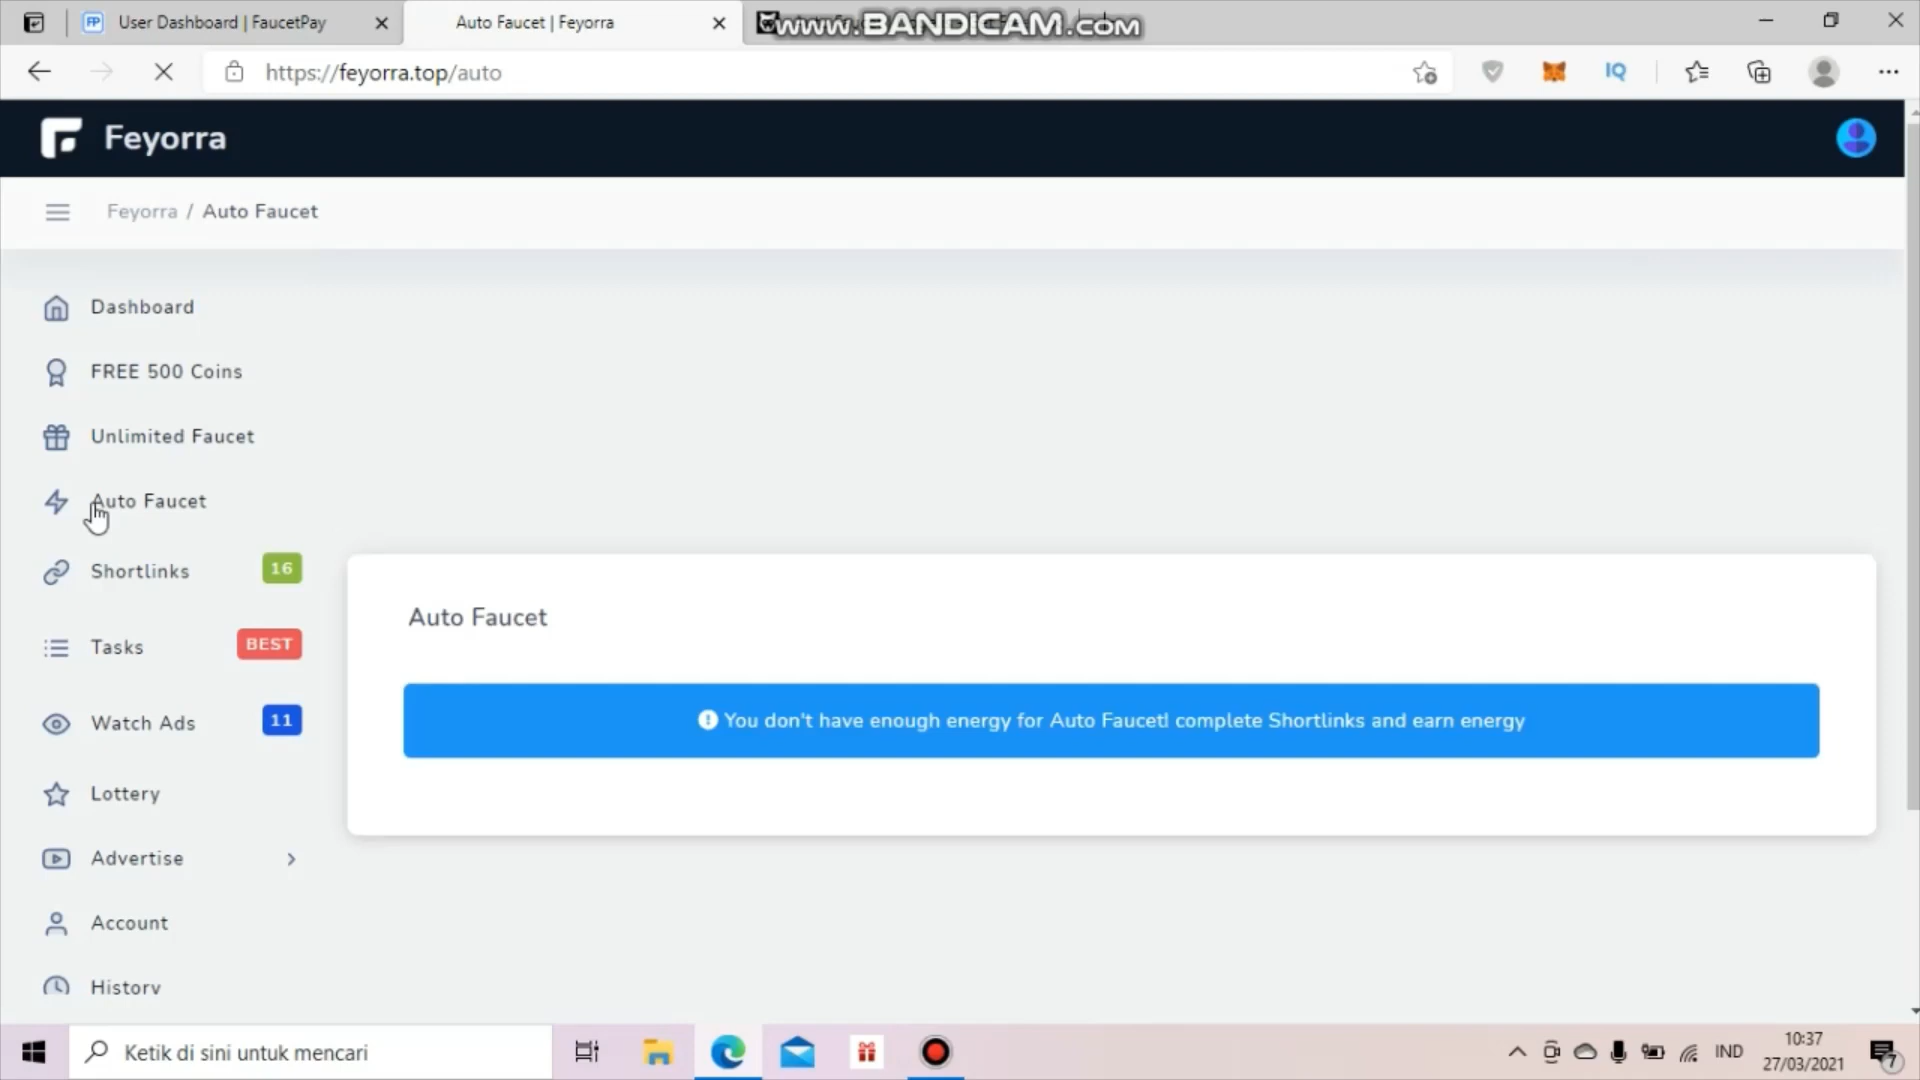 User Dashboard | FaucetPay
Auto Faucet | Feyorra
www.BANDICAM.com
https://feyorra.top/auto
IQ
Feyorra
Feyorra / Auto Faucet
Dashboard
FREE 500 Coins
Unlimited Faucet
Auto Faucet
Shortlinks 16
Tasks BEST
Watch Ads 11
Lottery
Advertise
Account
History
Auto Faucet
You don't have enough energy for Auto Faucet! complete Shortlinks and earn energy
Ketik di sini untuk mencari
IND
10:37
27/03/2021
7